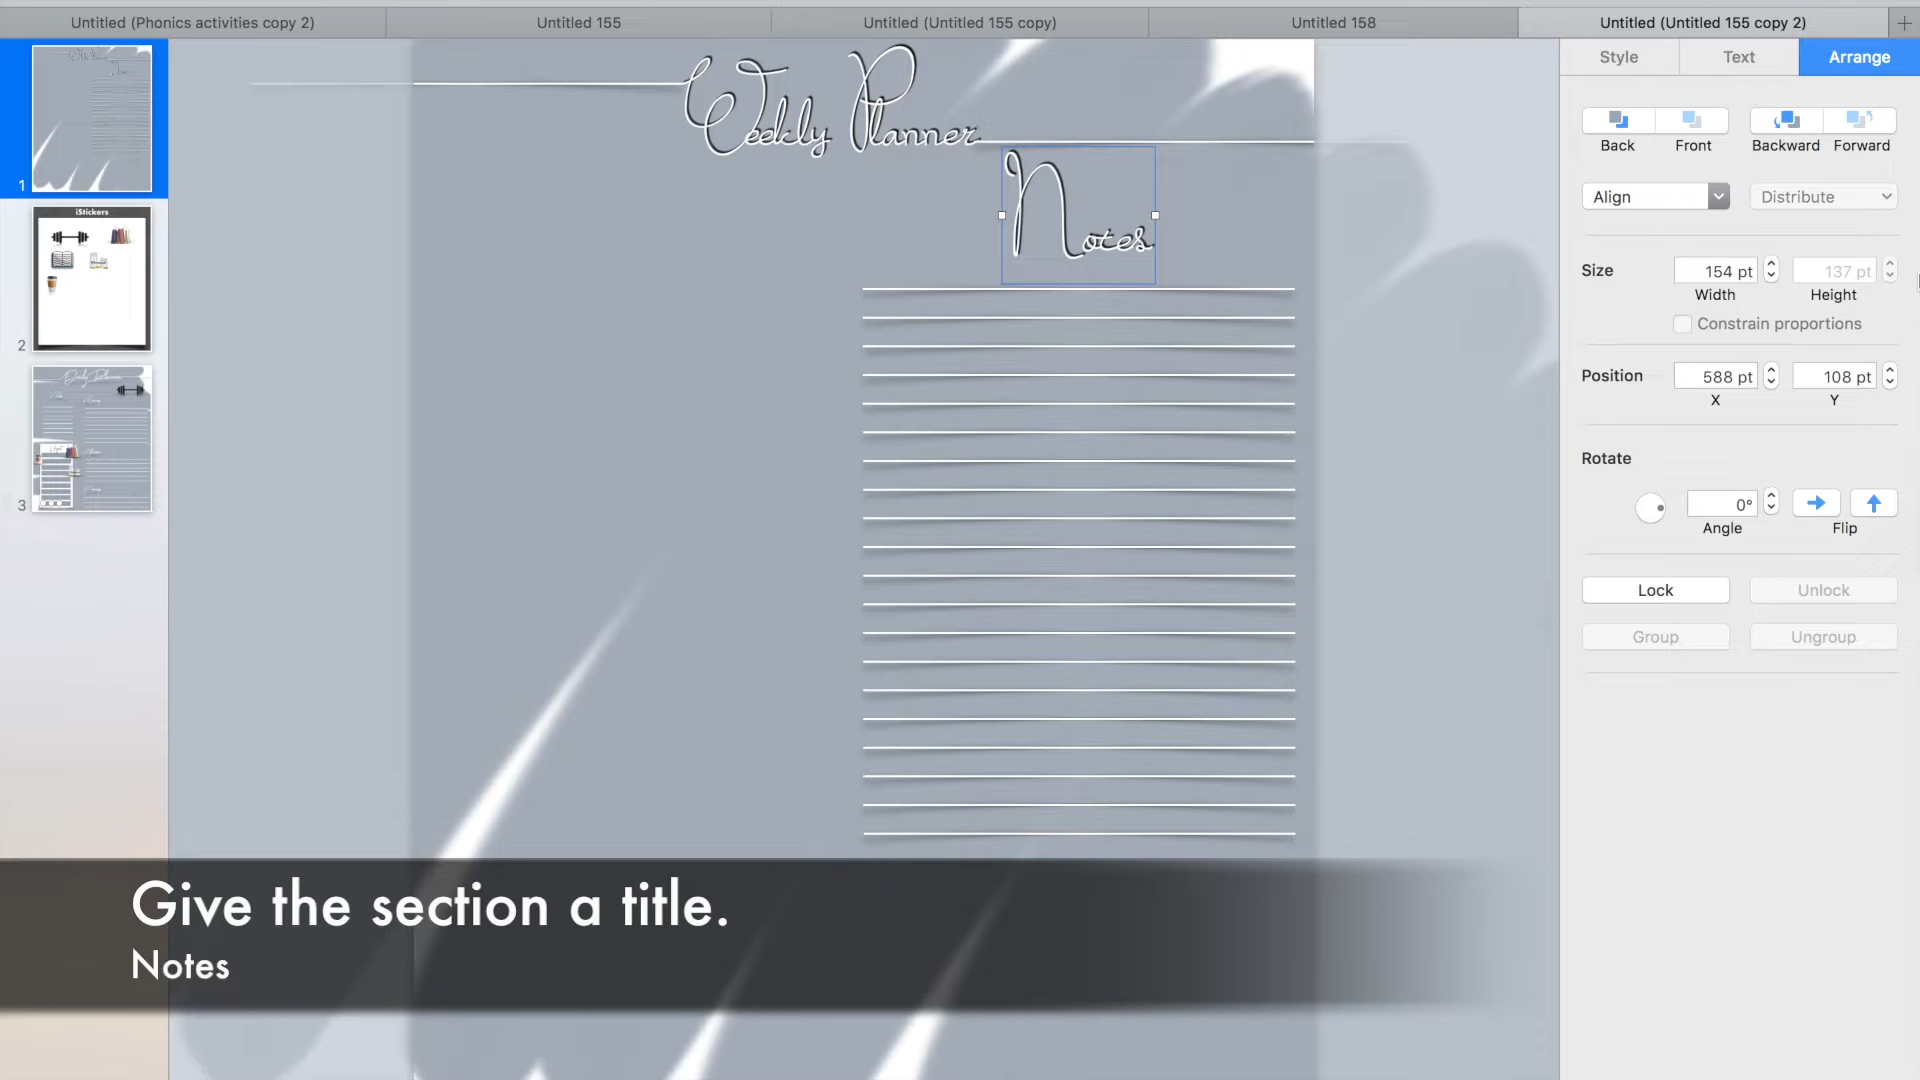 Untitled (Phonics activities copy 2)
Untitled 155
Untitled (Untitled 155 copy)
Untitled 158
Untitled (Untitled 155 copy 2)
Style
Text
Arrange
Back
Front
Backward
Forward
Align
Distribute
Size
154 pt
137 pt
Width
Height
Constrain proportions
Position
588 pt
108 pt
X
Y
Rotate
0°
Angle
Flip
Lock
Unlock
Group
Ungroup
1
iStickers
2
Daily Planner
3
Weekly Planner
Notes
Give the section a title.
Notes